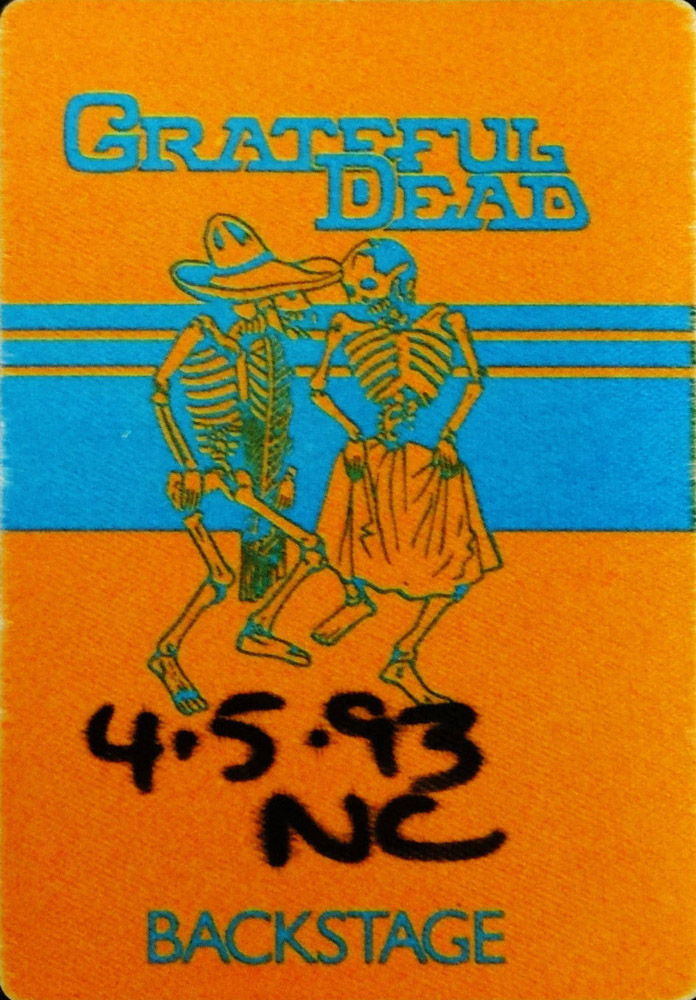 GRATEFUL
DEAD
4.5.93
NC
BACKSTAGE